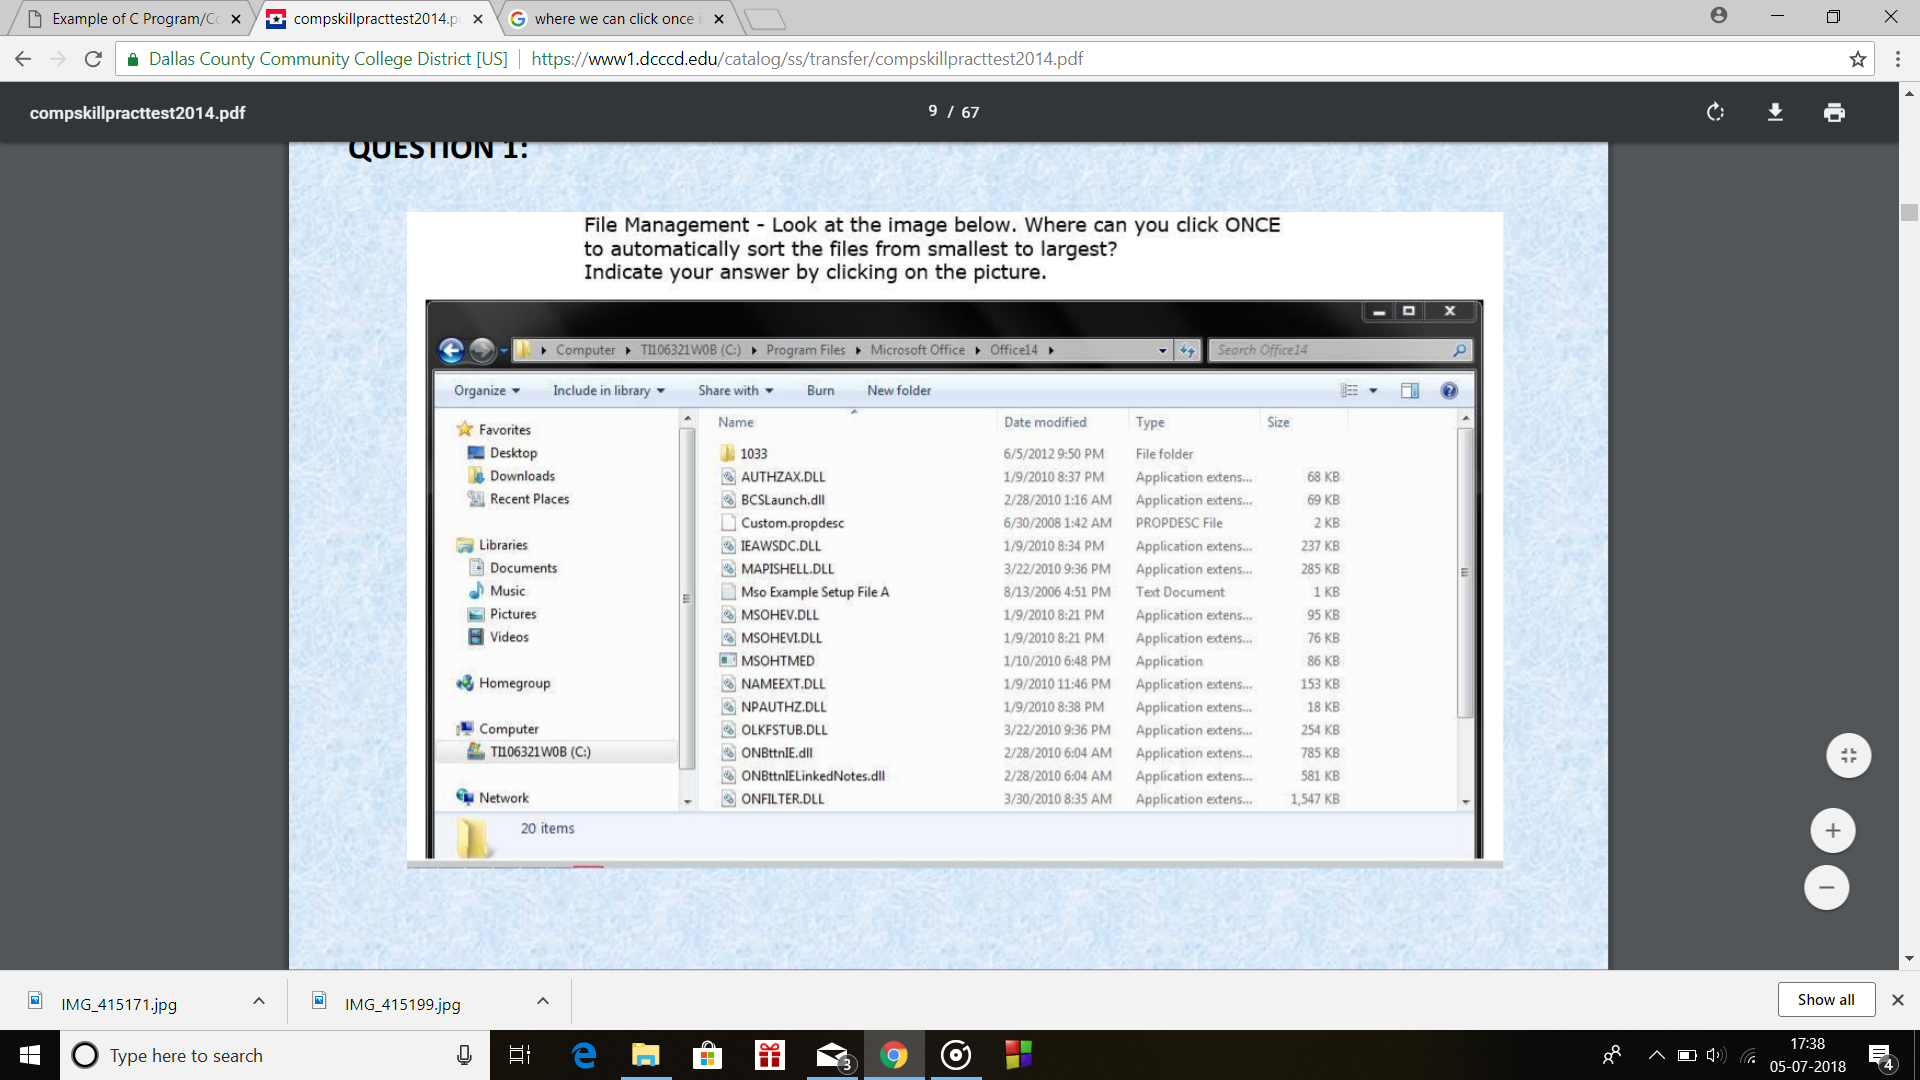 Example of C Program/Co
compskillpracttest2014.p
where we can click once i
Dallas County Community College District [US]
https://www1.dcccd.edu/catalog/ss/transfer/compskillpracttest2014.pdf
compskillpracttest2014.pdf
9 / 67
QUESTION 1:
File Management - Look at the image below. Where can you click ONCE
to automatically sort the files from smallest to largest?
Indicate your answer by clicking on the picture.
Computer TI106321W0B (C:) Program Files Microsoft Office Office14
Search Office14
Organize Include in library Share with Burn New folder
Name Date modified Type Size
Favorites
Desktop
Downloads
Recent Places
Libraries
Documents
Music
Pictures
Videos
Homegroup
Computer
TI106321W0B (C:)
Network
1033 6/5/2012 9:50 PM File folder
AUTHZAX.DLL 1/9/2010 8:37 PM Application extens... 68 KB
BCSLaunch.dll 2/28/2010 1:16 AM Application extens... 69 KB
Custom.propdesc 6/30/2008 1:42 AM PROPDESC File 2 KB
IEAWSDC.DLL 1/9/2010 8:34 PM Application extens... 237 KB
MAPISHELL.DLL 3/22/2010 9:36 PM Application extens... 285 KB
Mso Example Setup File A 8/13/2006 4:51 PM Text Document 1 KB
MSOHEV.DLL 1/9/2010 8:21 PM Application extens... 95 KB
MSOHEVI.DLL 1/9/2010 8:21 PM Application extens... 76 KB
MSOHTMED 1/10/2010 6:48 PM Application 86 KB
NAMEEXT.DLL 1/9/2010 11:46 PM Application extens... 153 KB
NPAUTHZ.DLL 1/9/2010 8:38 PM Application extens... 18 KB
OLKFSTUB.DLL 3/22/2010 9:36 PM Application extens... 254 KB
ONBttnIE.dll 2/28/2010 6:04 AM Application extens... 785 KB
ONBttnIELinkedNotes.dll 2/28/2010 6:04 AM Application extens... 581 KB
ONFILTER.DLL 3/30/2010 8:35 AM Application extens... 1,547 KB
20 items
IMG_415171.jpg
IMG_415199.jpg
Show all
Type here to search
3
17:38
05-07-2018
4